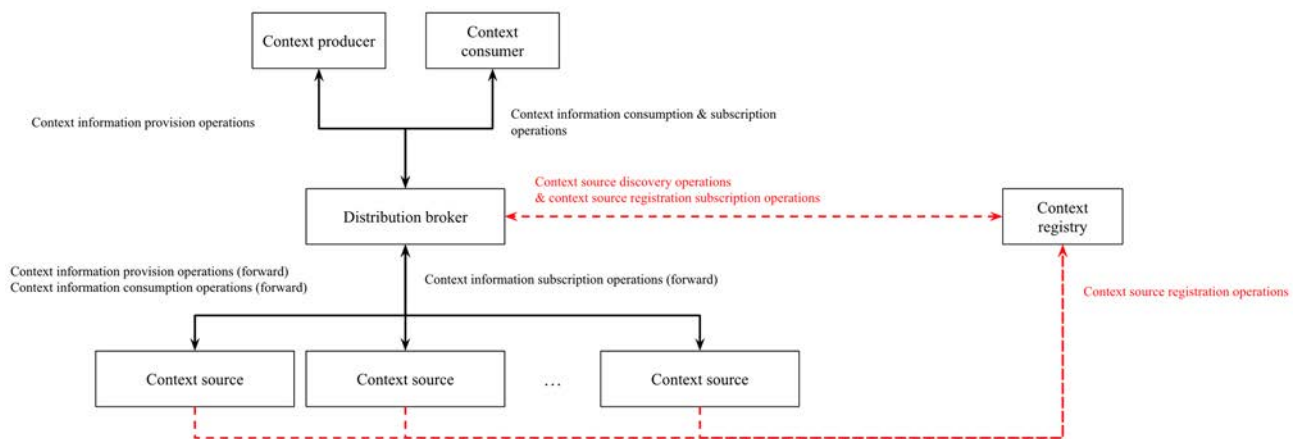 Context producer
Context
consumer
Context information provision operations
Context information consumption & subscription
operations
Context source discovery operations
& context source registration subscription operations
Distribution broker
Context
registry
Context information provision operations (forward)
Context information consumption operations (forward)
Context information subscription operations (forward)
Context source registration operations
Context source
Context source
...
Context source